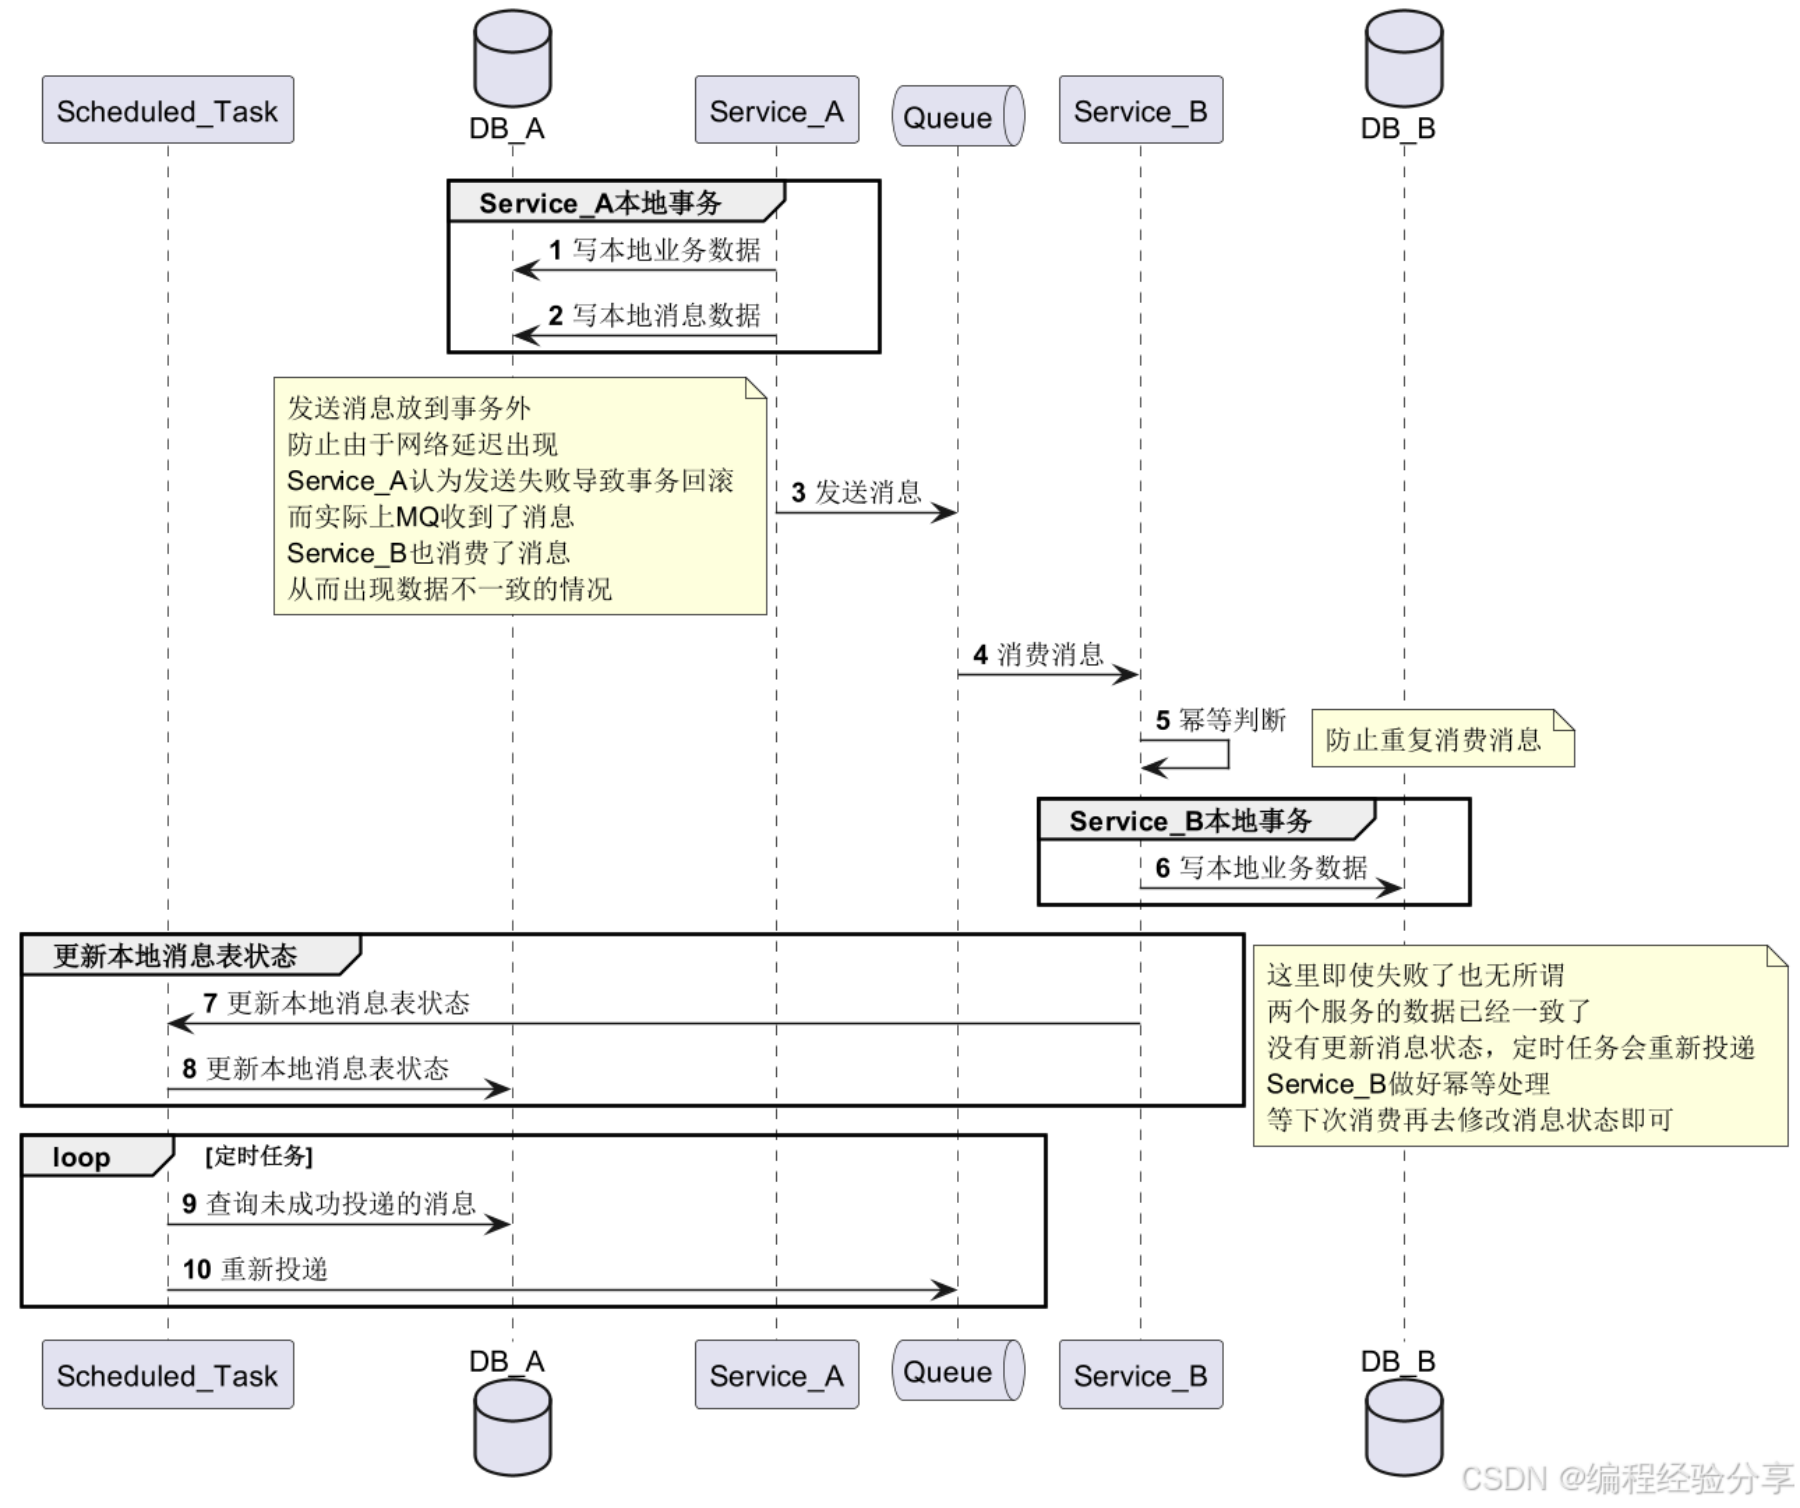 Scheduled_Task
DB_A
Service_A
Queue
Service_B
DB_B
Service_A本地事务
1 写本地业务数据
2 写本地消息数据
发送消息放到事务外
防止由于网络延迟出现
Service_A认为发送失败导致事务回滚
而实际上MQ收到了消息
Service_B也消费了消息
从而出现数据不一致的情况
3 发送消息
4 消费消息
5 幂等判断
防止重复消费消息
Service_B本地事务
6 写本地业务数据
更新本地消息表状态
7 更新本地消息表状态
8 更新本地消息表状态
这里即使失败了也无所谓
两个服务的数据已经一致了
没有更新消息状态，定时任务会重新投递
Service_B做好幂等处理
等下次消费再去修改消息状态即可
loop [定时任务]
9 查询未成功投递的消息
10 重新投递
Scheduled_Task
DB_A
Service_A
Queue
Service_B
DB_B
CSDN @编程经验分享